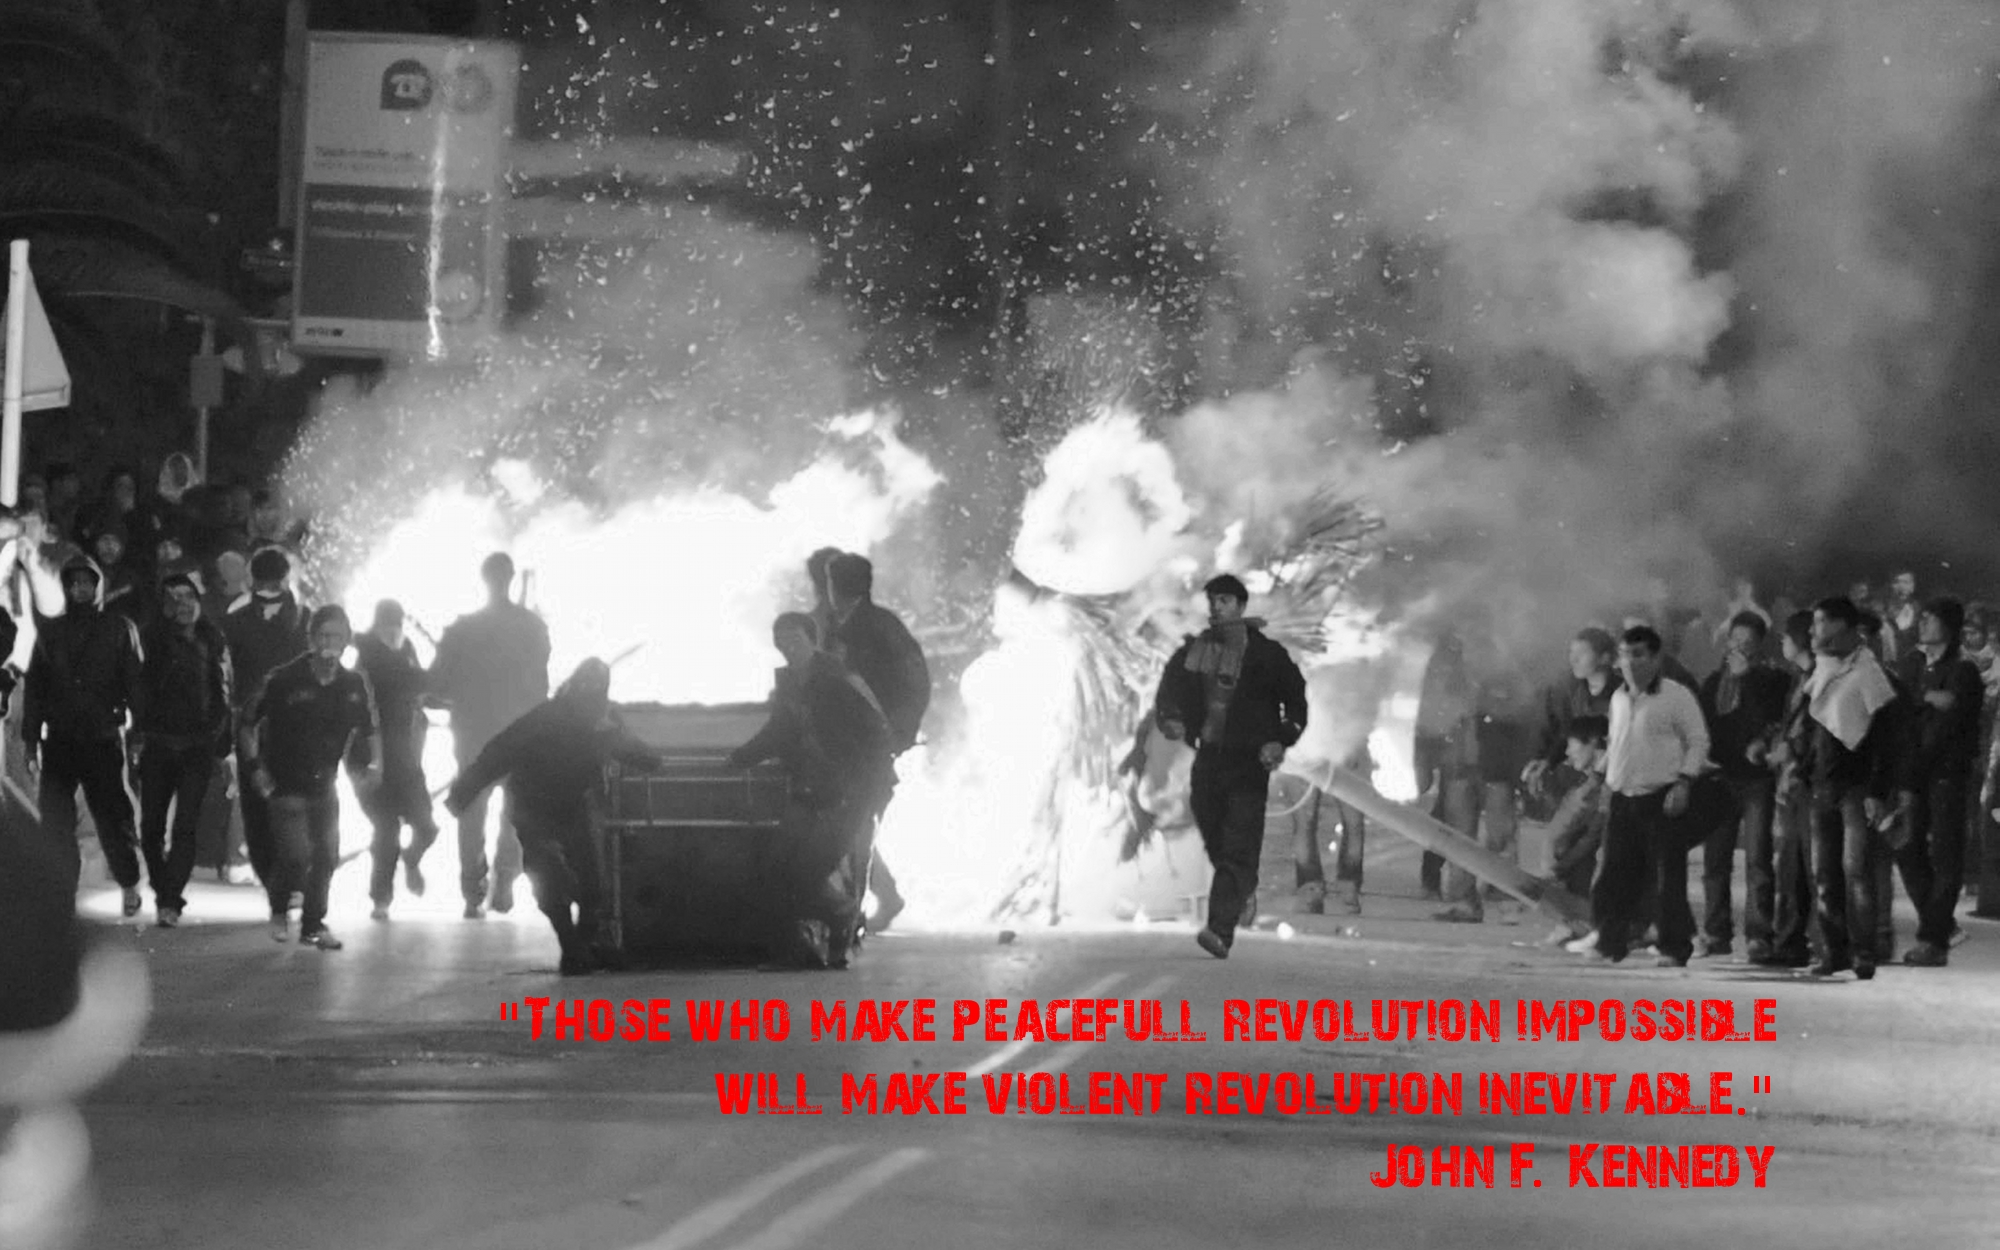 "THOSE WHO MAKE PEACEFULL REVOLUTION IMPOSSIBLE
WILL MAKE VIOLENT REVOLUTION INEVITABLE."
JOHN F. KENNEDY